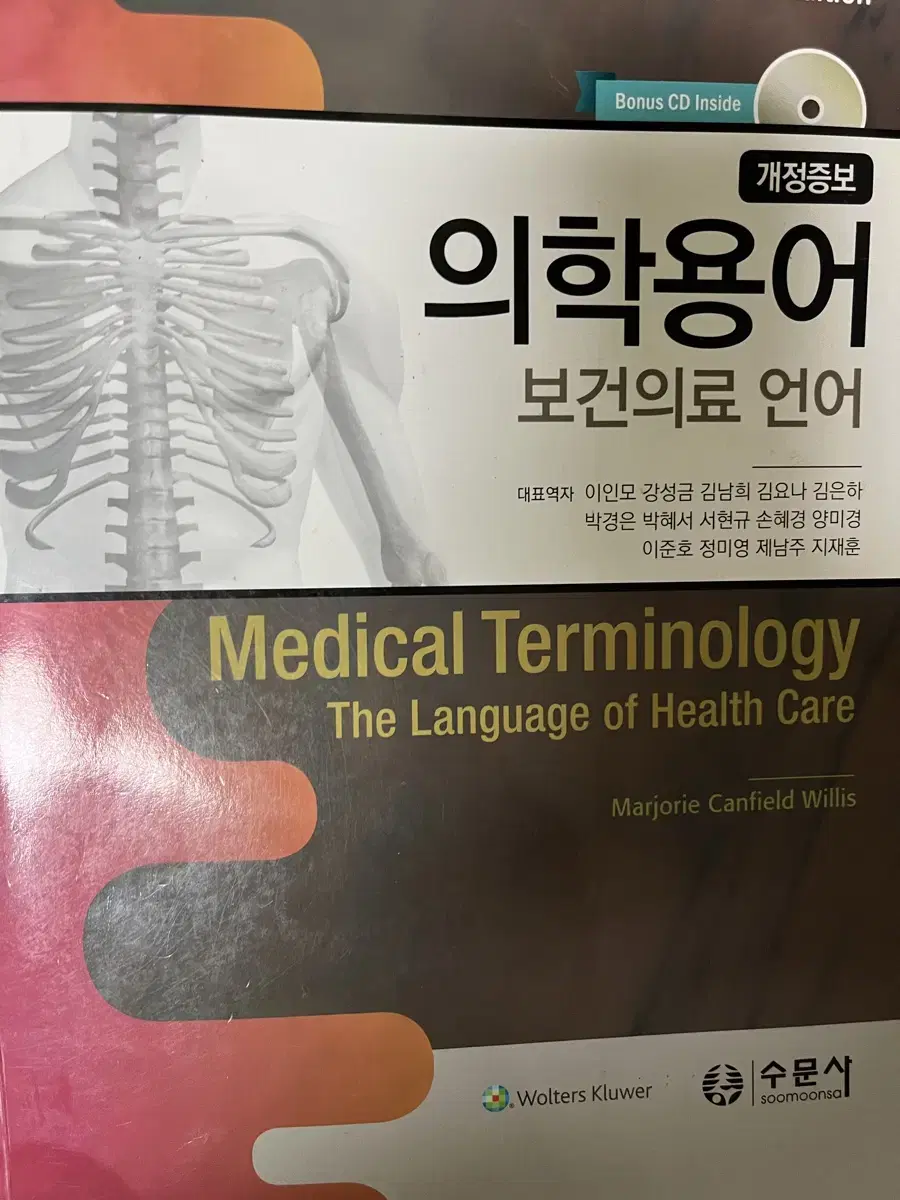 Bonus CD Inside
개정증보
의학용어
보건의료 언어
대표역자 이인모 강성금 김남희 김요나 김은하
박경은 박혜서 서현규 손혜경 양미경
이준호 정미영 제남주 지재훈
Medical Terminology
The Language of Health Care
Marjorie Canfield Willis
Wolters Kluwer
수문사
soomoonsa